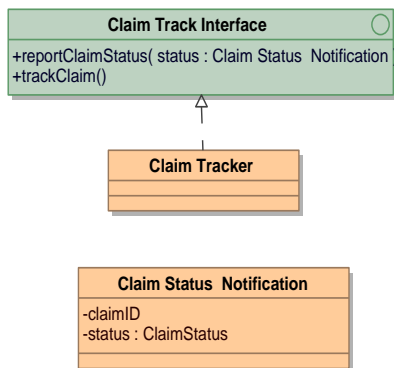 Claim Track Interface
+reportClaimStatus( status : Claim Status Notification )
+trackClaim()
Claim Tracker
Claim Status Notification
-claimID
-status : ClaimStatus